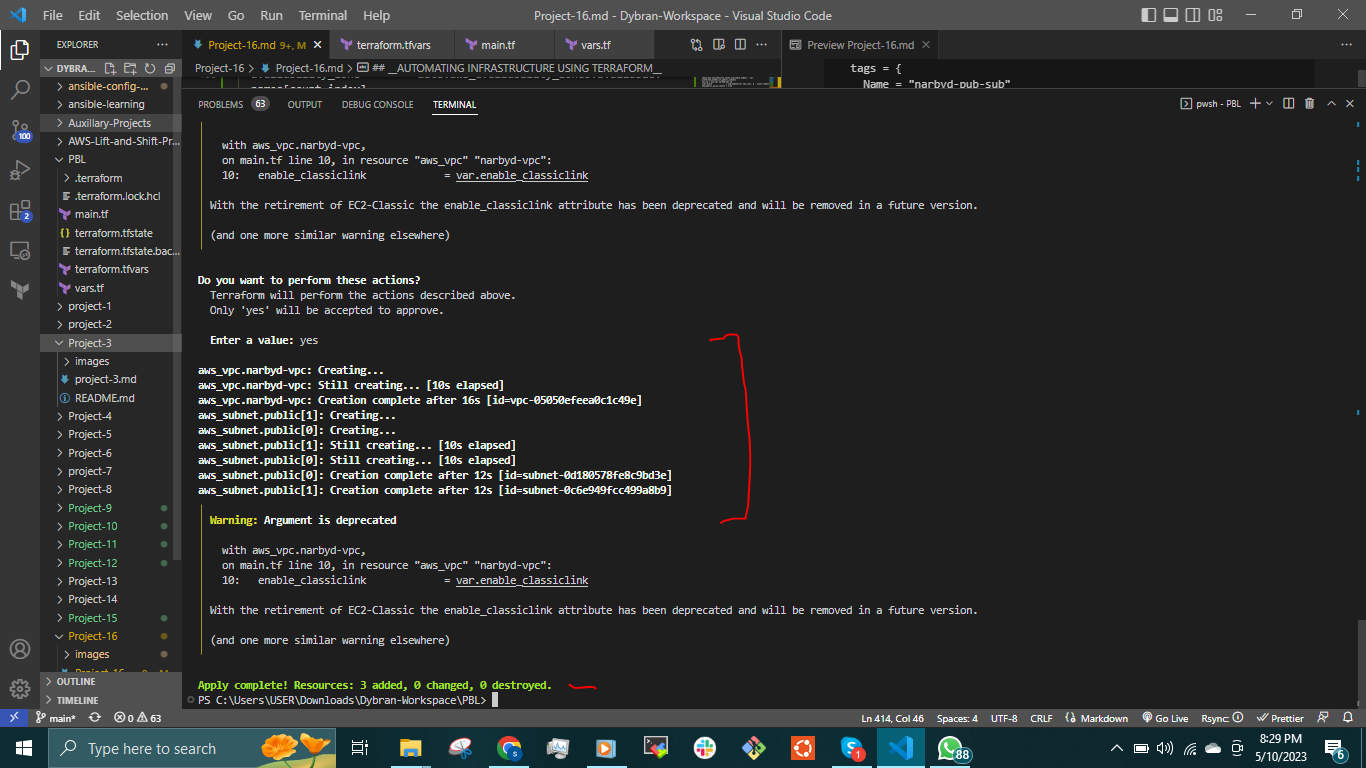 File Edit Selection View Go Run Terminal Help Project-16.md - Dybran-Workspace - Visual Studio Code
EXPLORER
Project-16.md 9+, M
terraform.tfvars
main.tf
vars.tf
Preview Project-16.md
DYBRA...
Project-16 > Project-16.md > ## __AUTOMATING INFRASTRUCTURE USING TERRAFORM__
names[count.index]
tags = {
Name = "narbyd-pub-sub"
ansible-config-...
ansible-learning
Auxillary-Projects
AWS-Lift-and-Shift-Pr...
PBL
.terraform
.terraform.lock.hcl
main.tf
terraform.tfstate
terraform.tfstate.bac...
terraform.tfvars
vars.tf
project-1
project-2
Project-3
images
project-3.md
README.md
Project-4
Project-5
Project-6
project-7
Project-8
Project-9
Project-10
Project-11
Project-12
Project-13
Project-14
Project-15
Project-16
images
OUTLINE
TIMELINE
100
2
PROBLEMS 63 OUTPUT DEBUG CONSOLE TERMINAL
pwsh - PBL
with aws_vpc.narbyd-vpc,
on main.tf line 10, in resource "aws_vpc" "narbyd-vpc":
10: enable_classiclink = var.enable_classiclink
With the retirement of EC2-Classic the enable_classiclink attribute has been deprecated and will be removed in a future version.
(and one more similar warning elsewhere)
Do you want to perform these actions?
Terraform will perform the actions described above.
Only 'yes' will be accepted to approve.
Enter a value: yes
aws_vpc.narbyd-vpc: Creating...
aws_vpc.narbyd-vpc: Still creating... [10s elapsed]
aws_vpc.narbyd-vpc: Creation complete after 16s [id=vpc-05050efeea0c1c49e]
aws_subnet.public[1]: Creating...
aws_subnet.public[0]: Creating...
aws_subnet.public[1]: Still creating... [10s elapsed]
aws_subnet.public[0]: Still creating... [10s elapsed]
aws_subnet.public[0]: Creation complete after 12s [id=subnet-0d180578fe8c9bd3e]
aws_subnet.public[1]: Creation complete after 12s [id=subnet-0c6e949fcc499a8b9]
Warning: Argument is deprecated
with aws_vpc.narbyd-vpc,
on main.tf line 10, in resource "aws_vpc" "narbyd-vpc":
10: enable_classiclink = var.enable_classiclink
With the retirement of EC2-Classic the enable_classiclink attribute has been deprecated and will be removed in a future version.
(and one more similar warning elsewhere)
Apply complete! Resources: 3 added, 0 changed, 0 destroyed.
PS C:\Users\USER\Downloads\Dybran-Workspace\PBL>
main* 0 63 Ln 414, Col 46 Spaces: 4 UTF-8 CRLF Markdown Go Live Rsync: Prettier
Type here to search
1
88
8:29 PM
5/10/2023
6